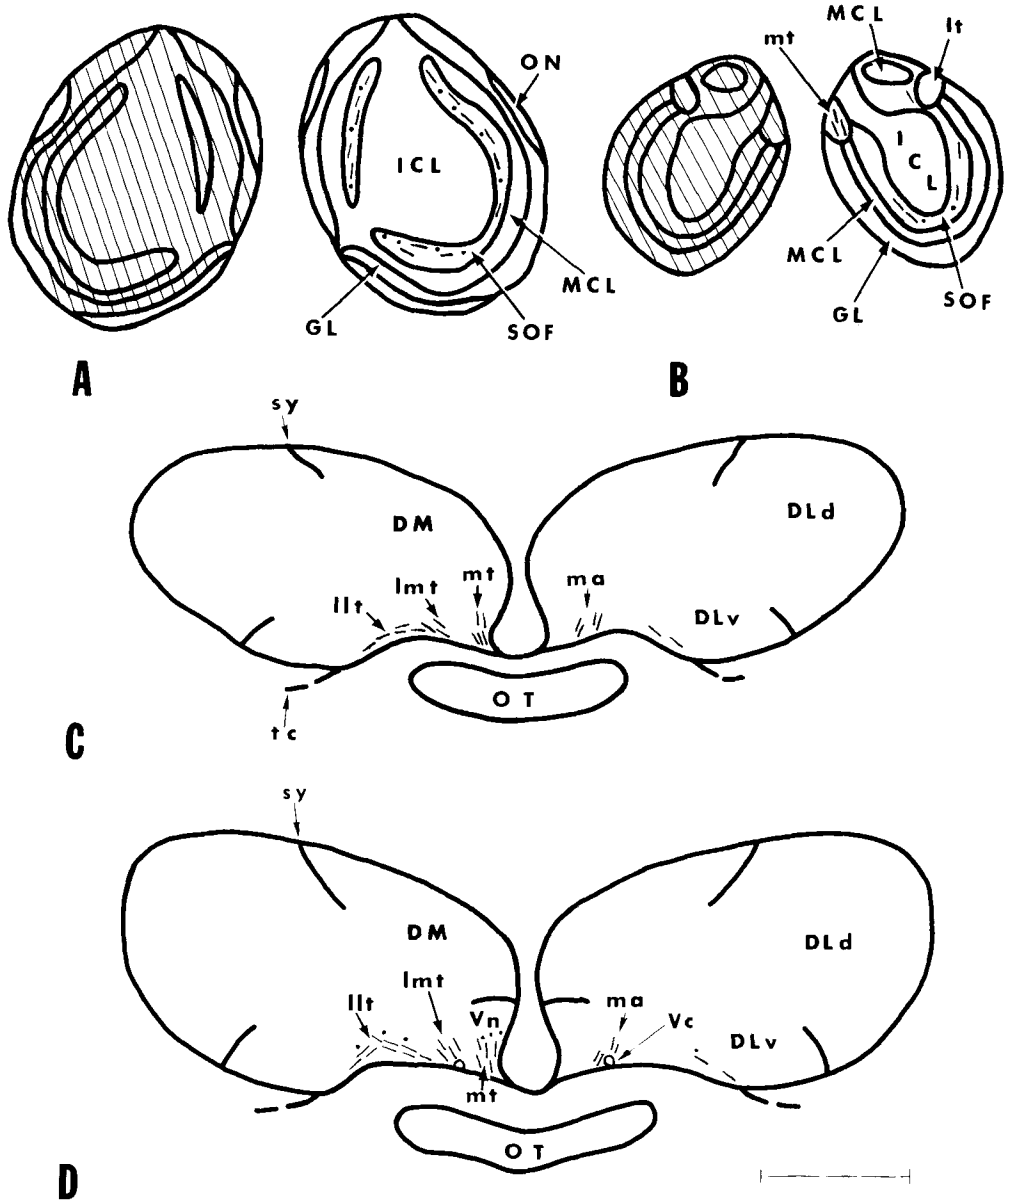 MCL
lt
mt
ON
ICL
I
C
L
MCL
MCL
SOF
GL
SOF
GL
A
B
sy
DM
DLd
mt
lmt
ma
llt
DLv
OT
tc
C
sy
DM
DLd
lmt
llt
ma
Vn
Vc
DLv
mt
OT
D